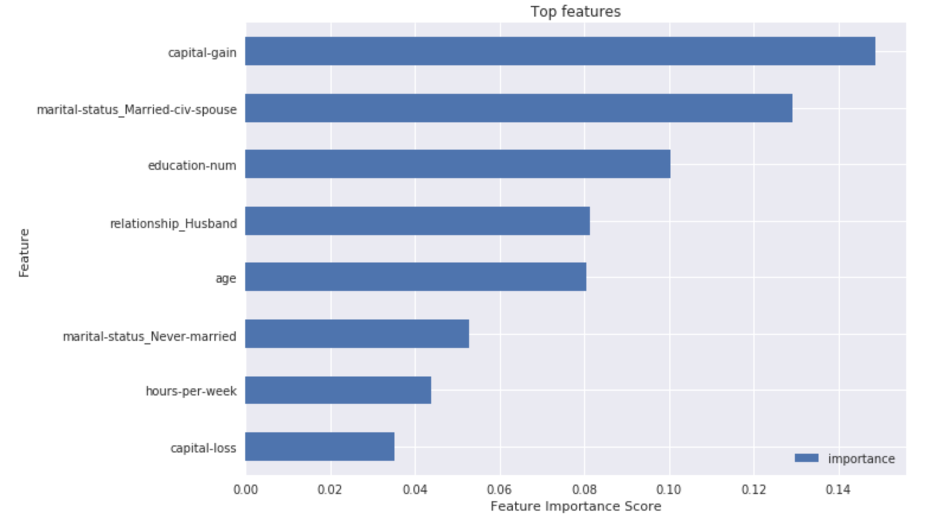 Top features
capital-gain
marital-status_Married-civ-spouse
education-num
relationship_Husband
age
marital-status_Never-married
hours-per-week
capital-loss
Feature
importance
0.00 0.02 0.04 0.06 0.08 0.10 0.12 0.14
Feature Importance Score